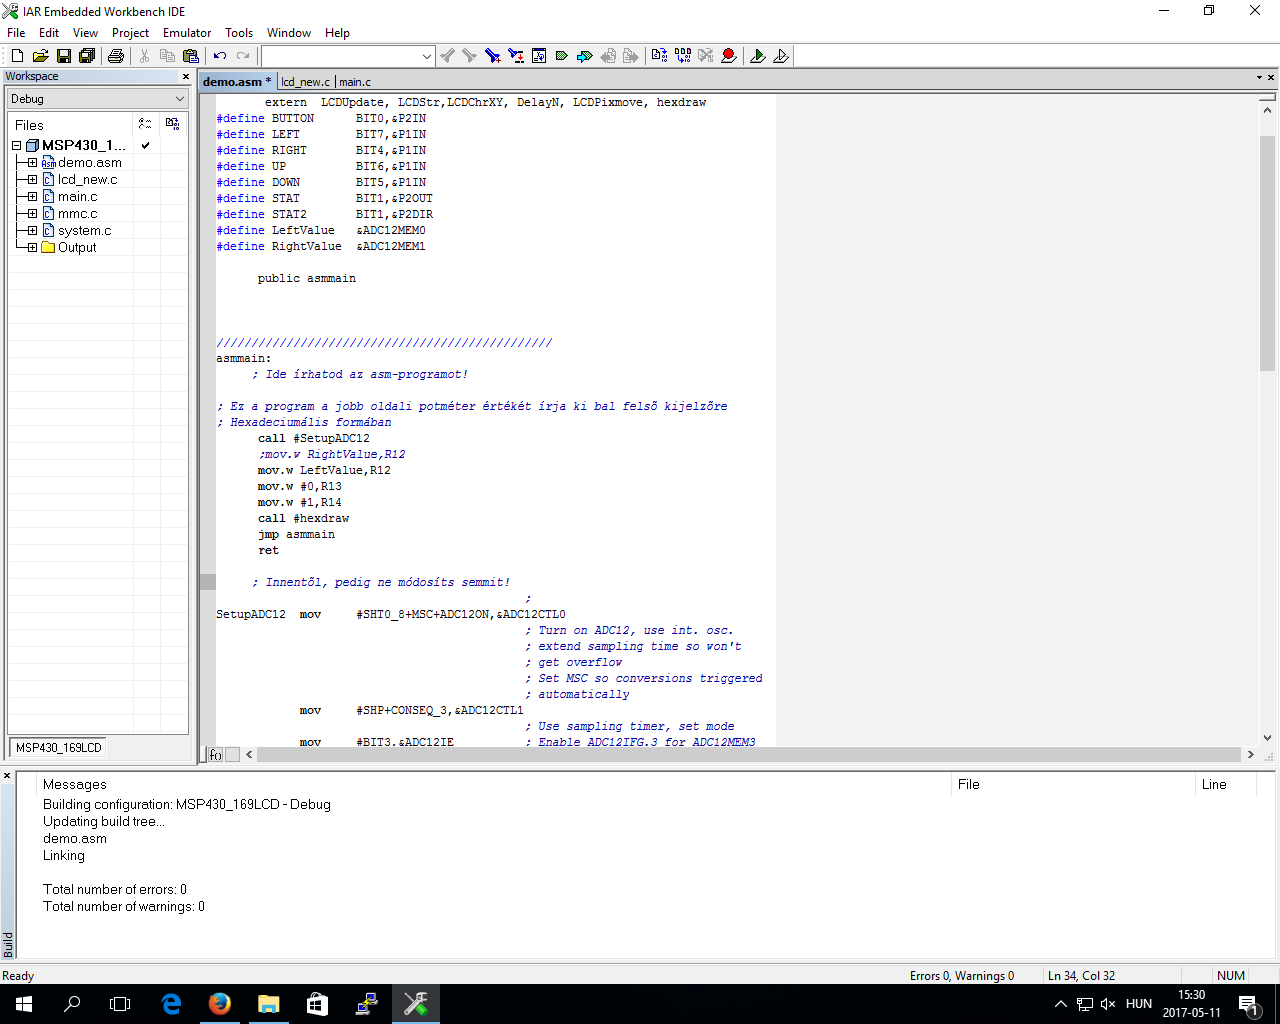 IAR Embedded Workbench IDE
File Edit View Project Emulator Tools Window Help
Workspace
Debug
Files
MSP430_1...
demo.asm
lcd_new.c
main.c
mmc.c
system.c
Output
MSP430_169LCD
demo.asm * lcd_new.c main.c
extern LCDUpdate, LCDStr,LCDChrXY, DelayN, LCDPixmove, hexdraw
#define BUTTON BIT0,&P2IN
#define LEFT BIT7,&P1IN
#define RIGHT BIT4,&P1IN
#define UP BIT6,&P1IN
#define DOWN BIT5,&P1IN
#define STAT BIT1,&P2OUT
#define STAT2 BIT1,&P2DIR
#define LeftValue &ADC12MEM0
#define RightValue &ADC12MEM1
public asmmain
////////////////////////////////////////////////
asmmain:
; Ide írhatod az asm-programot!
; Ez a program a jobb oldali potméter értékét írja ki bal felsõ kijelzõre
; Hexadeciumális formában
call #SetupADC12
;mov.w RightValue,R12
mov.w LeftValue,R12
mov.w #0,R13
mov.w #1,R14
call #hexdraw
jmp asmmain
ret
; Innentõl, pedig ne módosíts semmit!
;
SetupADC12 mov #SHT0_8+MSC+ADC12ON,&ADC12CTL0
; Turn on ADC12, use int. osc.
; extend sampling time so won't
; get overflow
; Set MSC so conversions triggered
; automatically
mov #SHP+CONSEQ_3,&ADC12CTL1
; Use sampling timer, set mode
mov #BIT3,&ADC12IE ; Enable ADC12IFG.3 for ADC12MEM3
f()
Messages File Line
Building configuration: MSP430_169LCD - Debug
Updating build tree...
demo.asm
Linking
Total number of errors: 0
Total number of warnings: 0
Build
Ready Errors 0, Warnings 0 Ln 34, Col 32 NUM
HUN 15:30
2017-05-11
1